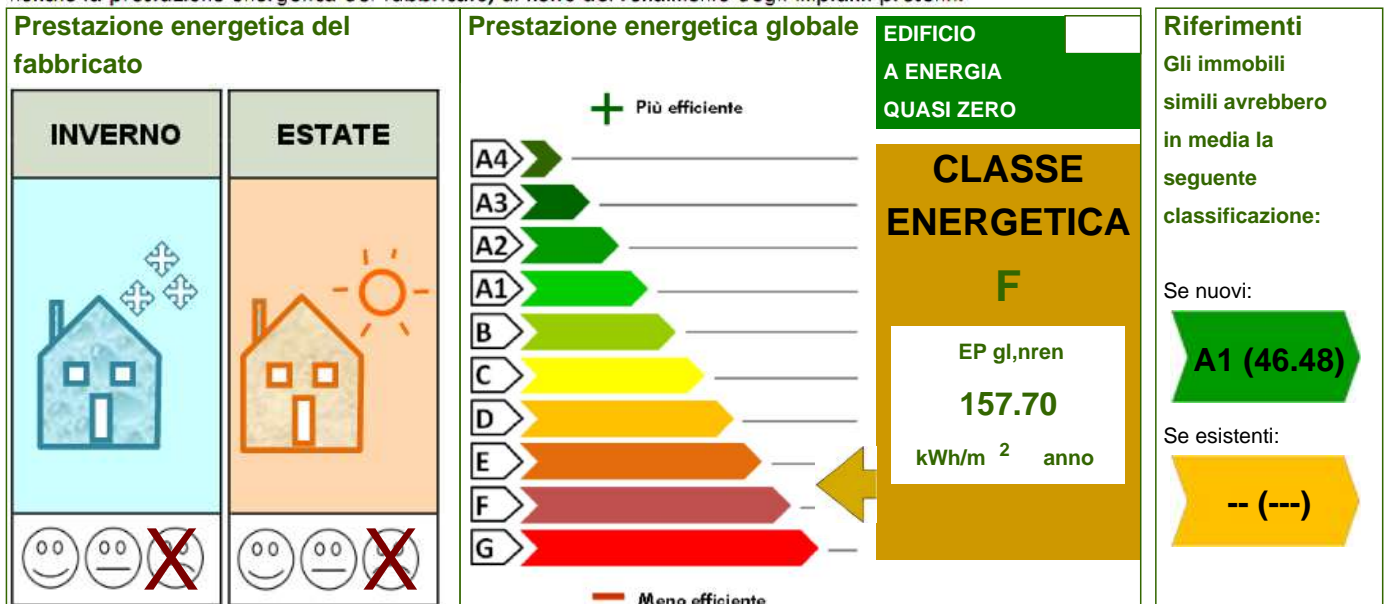 Prestazione energetica del
fabbricato
INVERNO
ESTATE
Prestazione energetica globale
Più efficiente
A4
A3
A2
A1
B
C
D
E
F
G
Meno efficiente
EDIFICIO
A ENERGIA
QUASI ZERO
CLASSE
ENERGETICA
F
EP gl,nren
157.70
kWh/m 2 anno
Riferimenti
Gli immobili
simili avrebbero
in media la
seguente
classificazione:
Se nuovi:
A1 (46.48)
Se esistenti:
-- (---)